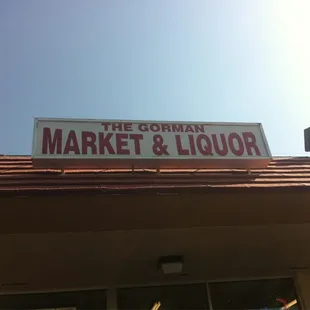 THE GORMAN
MARKET & LIQUOR